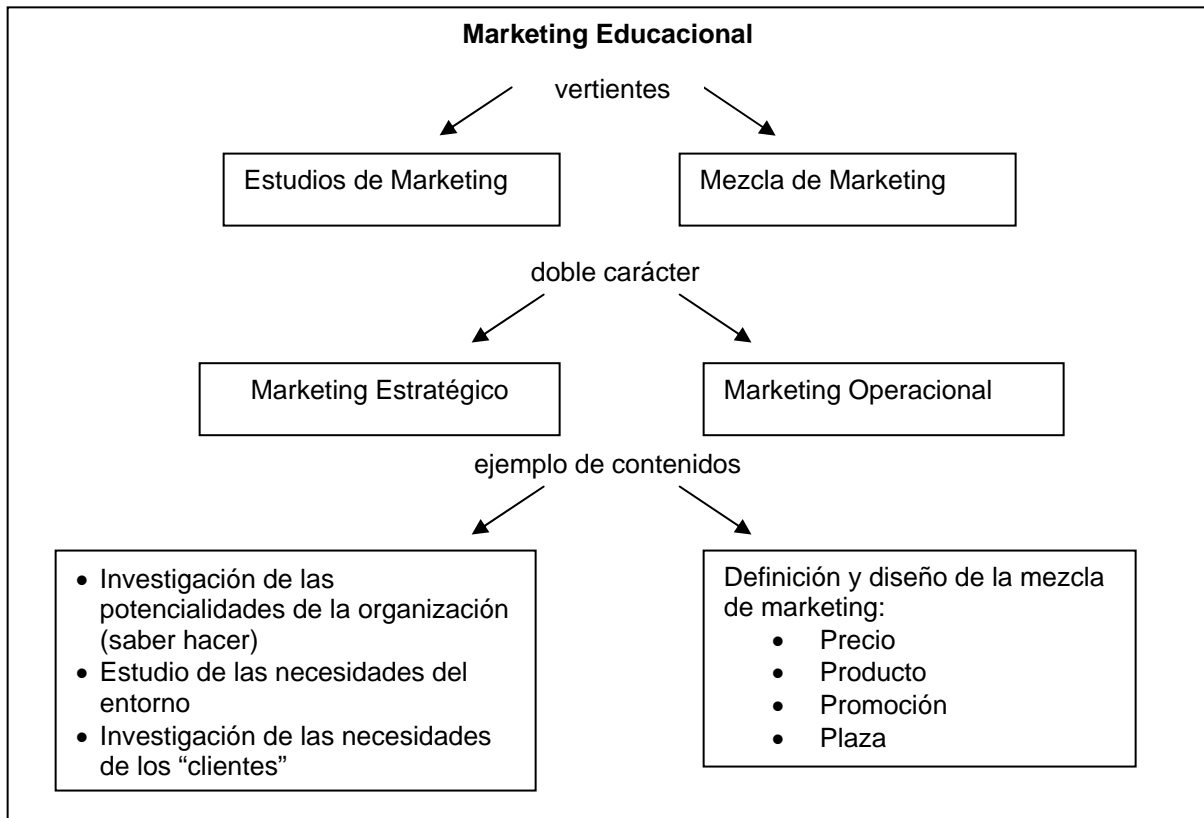 Marketing Educacional
vertientes
Estudios de Marketing
Mezcla de Marketing
doble carácter
Marketing Estratégico
Marketing Operacional
ejemplo de contenidos
• Investigación de las
potencialidades de la organización
(saber hacer)
• Estudio de las necesidades del
entorno
• Investigación de las necesidades
de los “clientes”
Definición y diseño de la mezcla
de marketing:
• Precio
• Producto
• Promoción
• Plaza